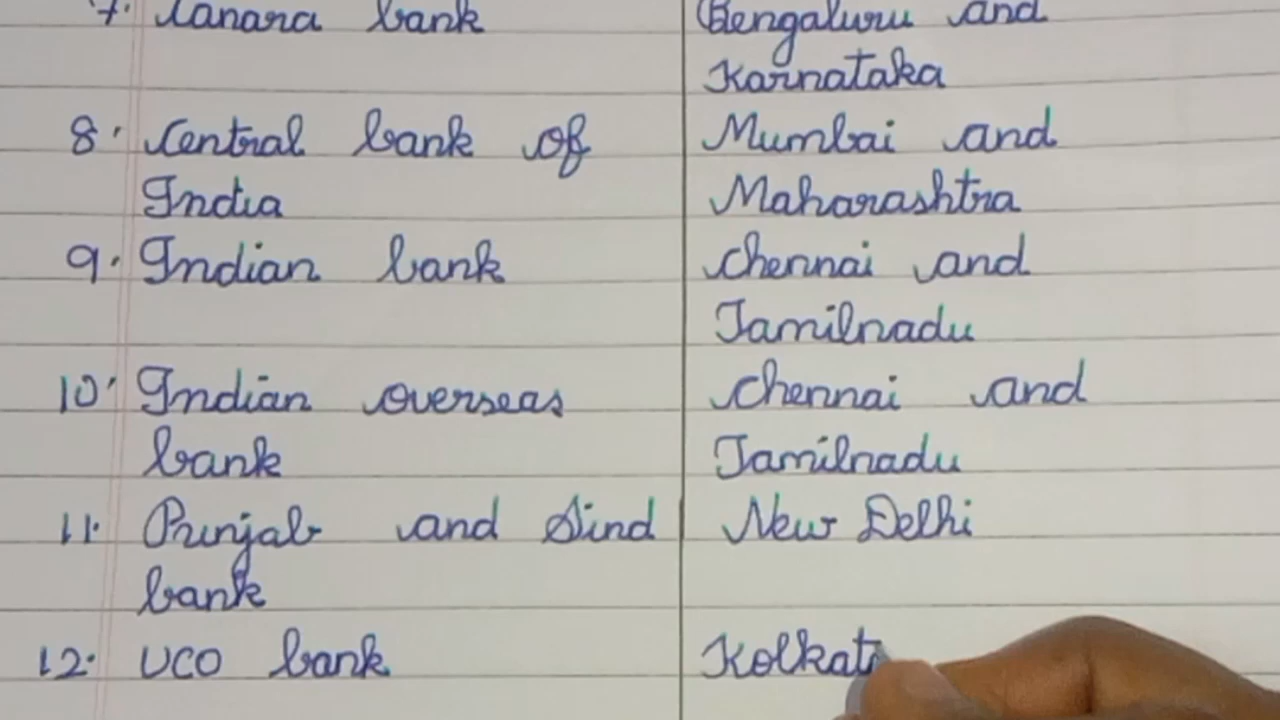 7. Canara bank Bengaluru and
Karnataka
8. Central bank of Mumbai and
India Maharashtra
9. Indian bank Chennai and
Tamilnadu
10. Indian overseas Chennai and
bank Tamilnadu
11. Punjab and Sind New Delhi
bank
12. UCO bank Kolkat